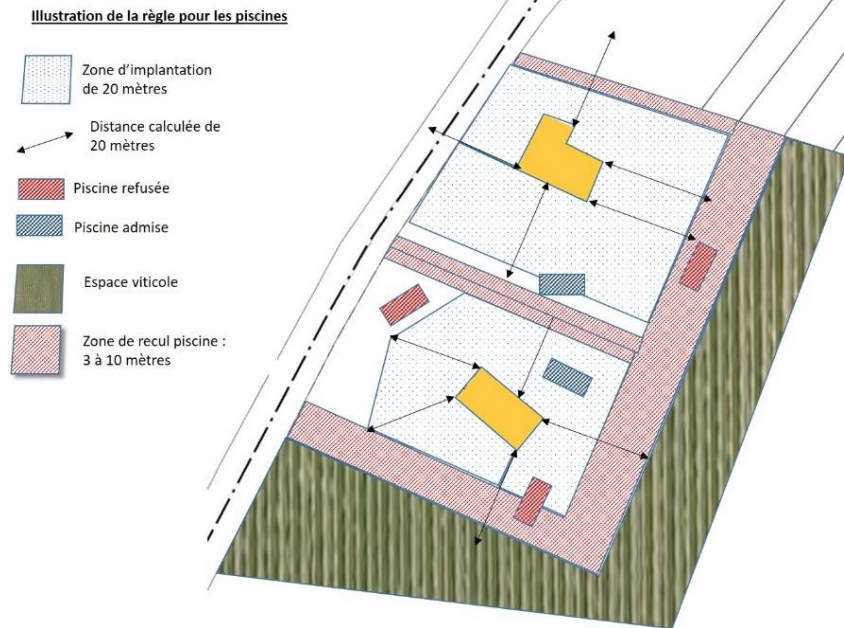 Illustration de la règle pour les piscines
Zone d’implantation
de 20 mètres
Distance calculée de
20 mètres
Piscine refusée
Piscine admise
Espace viticole
Zone de recul piscine :
3 à 10 mètres